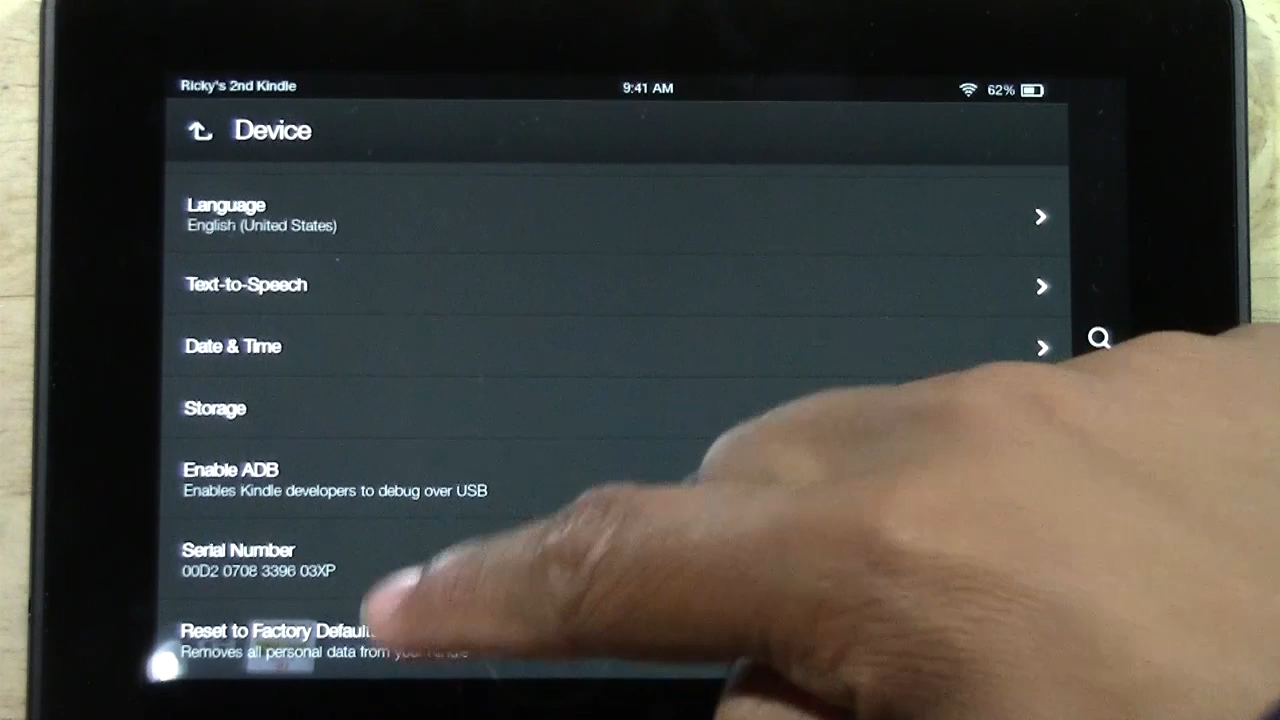 Ricky's 2nd Kindle 9:41 AM 62%
Device
Language
English (United States)
Text-to-Speech
Date & Time
Storage
Enable ADB
Enables Kindle developers to debug over USB
Serial Number
00D2 0708 3396 03XP
Reset to Factory
Removes all personal data from your Kindle